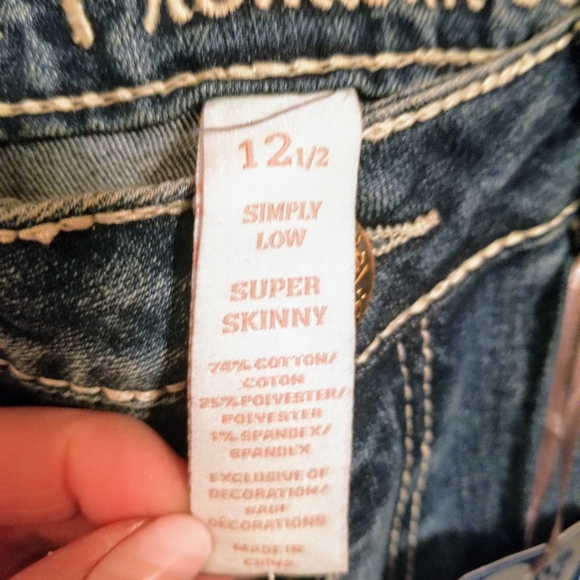 12 1/2
SIMPLY
LOW
SUPER
SKINNY
74% COTTON/
COTON
25% POLYESTER/
POLYESTER
1% SPANDEX/
SPANDEX
EXCLUSIVE OF
DECORATION/
SAUF
DECORATIONS
MADE IN
CHINA